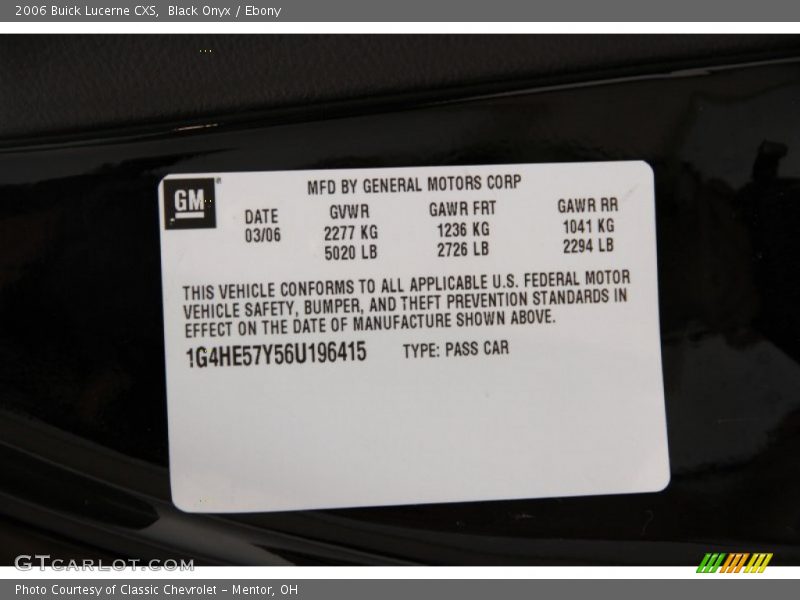 2006 Buick Lucerne CXS,  Black Onyx / Ebony
GM
MFD BY GENERAL MOTORS CORP
DATE GVWR GAWR FRT GAWR RR
03/06 2277 KG 1236 KG 1041 KG
5020 LB 2726 LB 2294 LB
THIS VEHICLE CONFORMS TO ALL APPLICABLE U.S. FEDERAL MOTOR
VEHICLE SAFETY, BUMPER, AND THEFT PREVENTION STANDARDS IN
EFFECT ON THE DATE OF MANUFACTURE SHOWN ABOVE.
1G4HE57Y56U196415 TYPE: PASS CAR
GTCARLOT.COM
Photo Courtesy of Classic Chevrolet - Mentor, OH